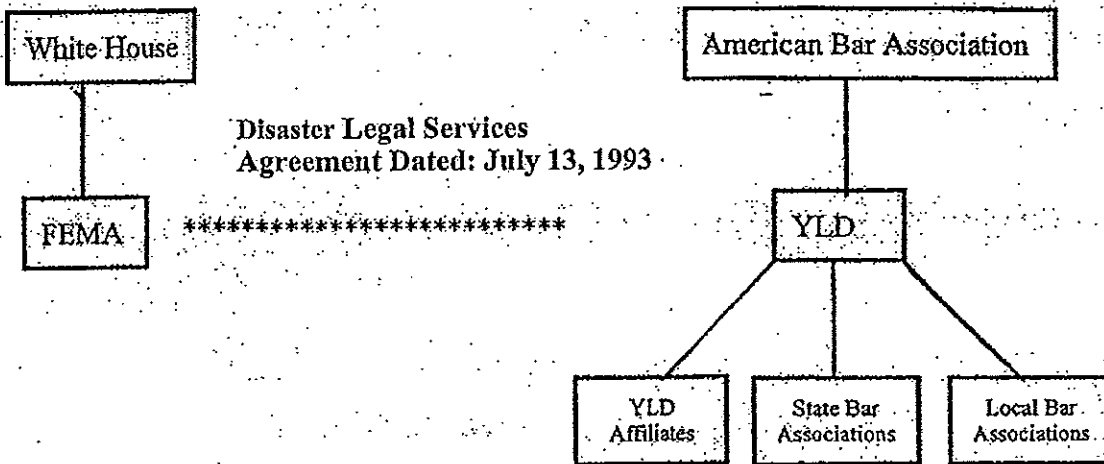 White House
American Bar Association
Disaster Legal Services
Agreement Dated: July 13, 1993
FEMA
**************************
YLD
YLD
Affiliates
State Bar
Associations
Local Bar
Associations